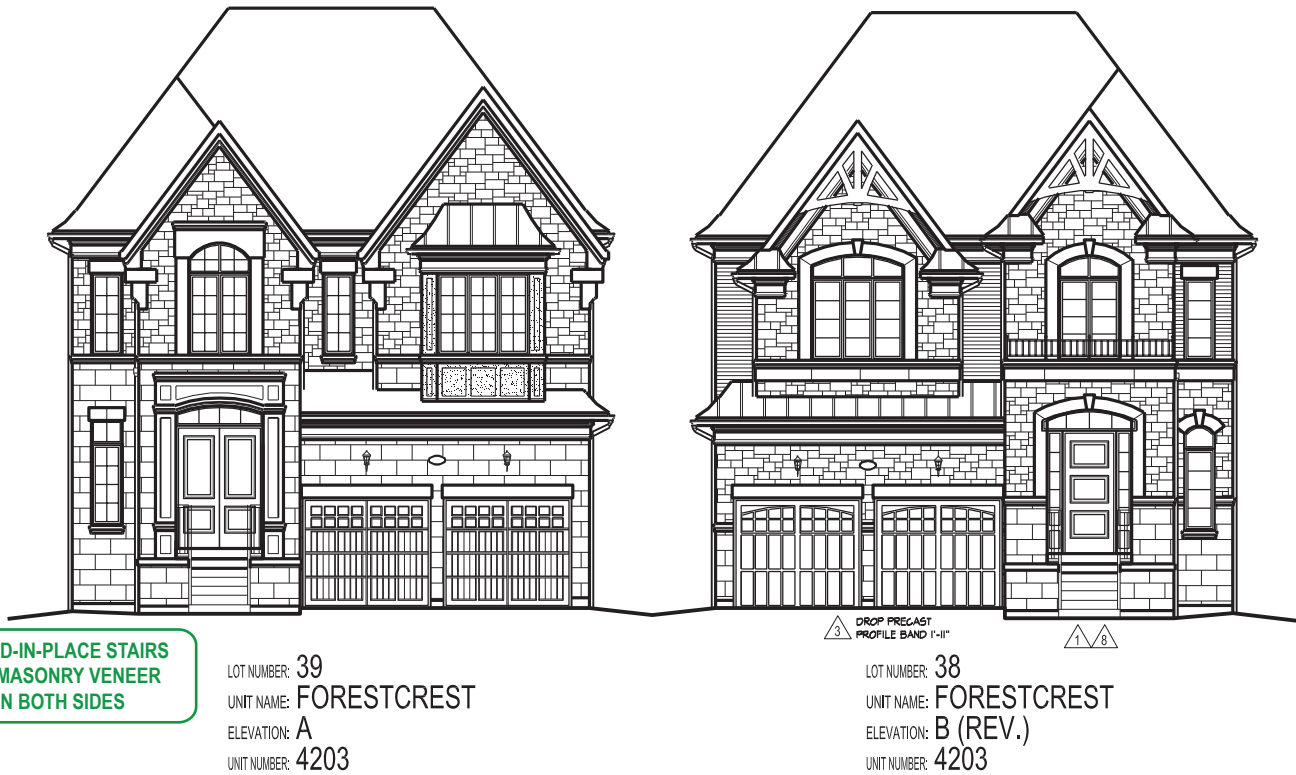 3 DROP PRECAST
PROFILE BAND 1'-11"
1 8
D-IN-PLACE STAIRS
MASONRY VENEER
N BOTH SIDES
LOT NUMBER: 39
UNIT NAME: FORESTCREST
ELEVATION: A
UNIT NUMBER: 4203
LOT NUMBER: 38
UNIT NAME: FORESTCREST
ELEVATION: B (REV.)
UNIT NUMBER: 4203